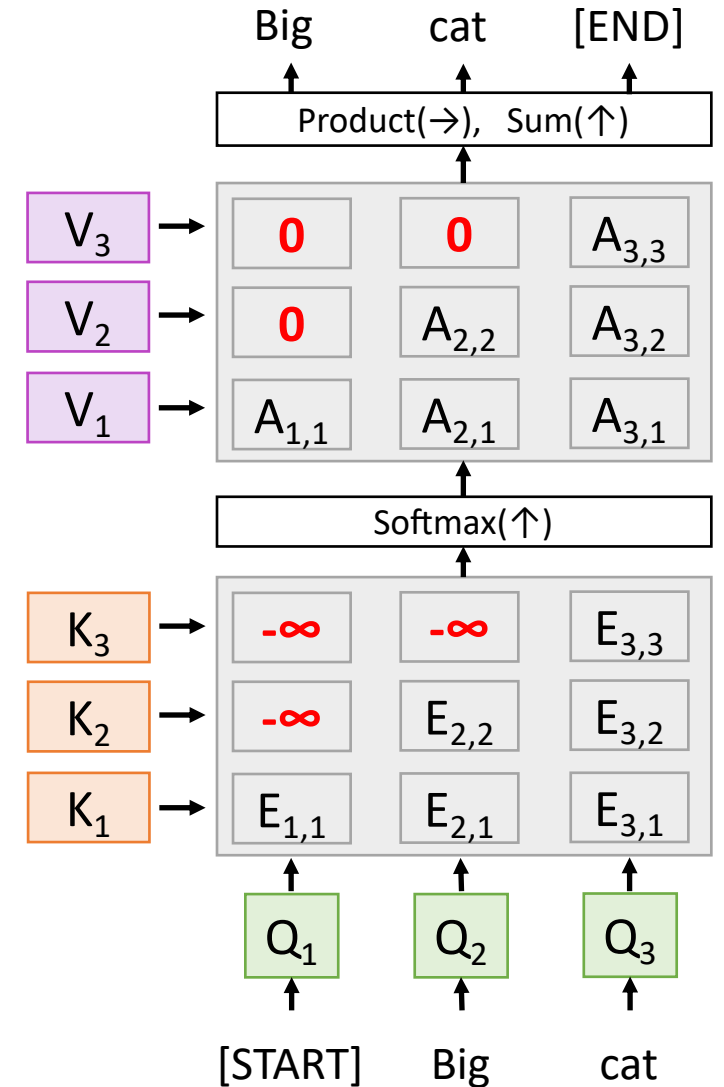 Big cat [END]
Product(→), Sum(↑)
V3 0 0 A3,3
V2 0 A2,2 A3,2
V1 A1,1 A2,1 A3,1
Softmax(↑)
K3 -∞ -∞ E3,3
K2 -∞ E2,2 E3,2
K1 E1,1 E2,1 E3,1
Q1 Q2 Q3
[START] Big cat